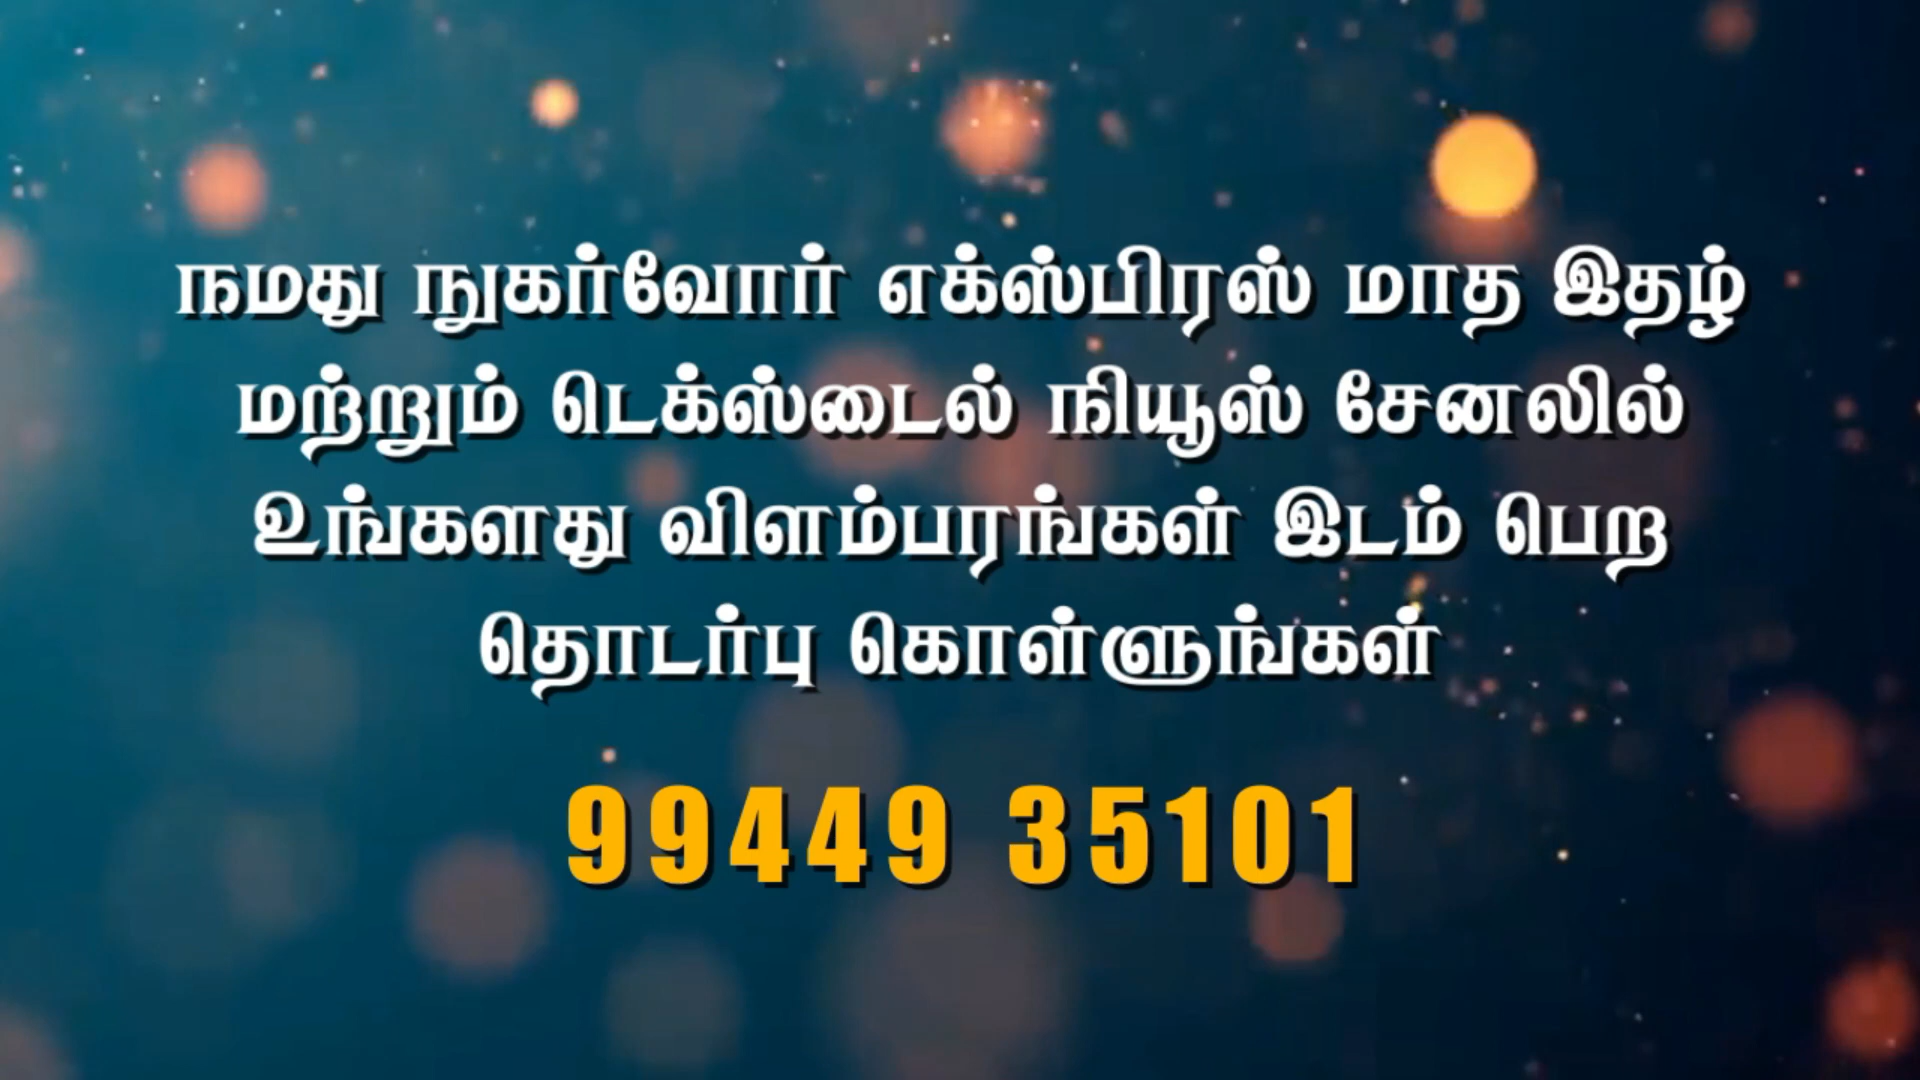 நமது நுகர்வோர் எக்ஸ்பிரஸ் மாத இதழ்
மற்றும் டெக்ஸ்டைல் நியூஸ் சேனலில்
உங்களது விளம்பரங்கள் இடம் பெற
தொடர்பு கொள்ளுங்கள்
99449 35101